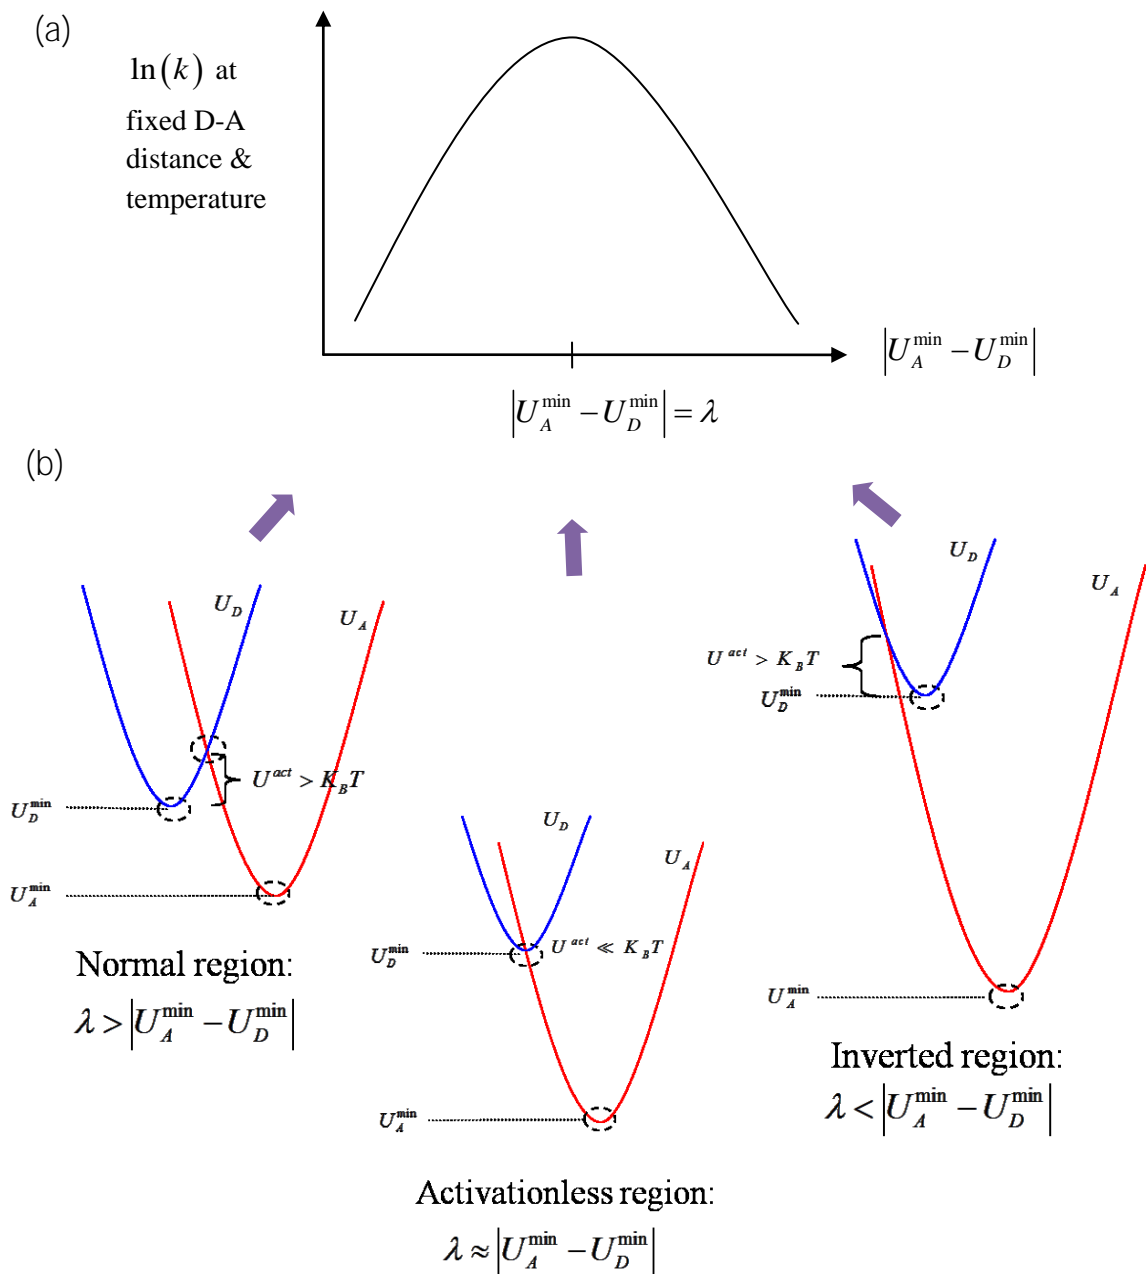 (a)
ln(k) at
fixed D-A
distance &
temperature
|U_A^min − U_D^min|
|U_A^min − U_D^min| = λ
(b)
U_D
U_A
U^act > K_B T
U_D^min
U_A^min
Normal region:
λ > |U_A^min − U_D^min|
U_D
U_A
U_D^min
U^act ≪ K_B T
U_A^min
Activationless region:
λ ≈ |U_A^min − U_D^min|
U_D
U_A
U^act > K_B T
U_D^min
U_A^min
Inverted region:
λ < |U_A^min − U_D^min|